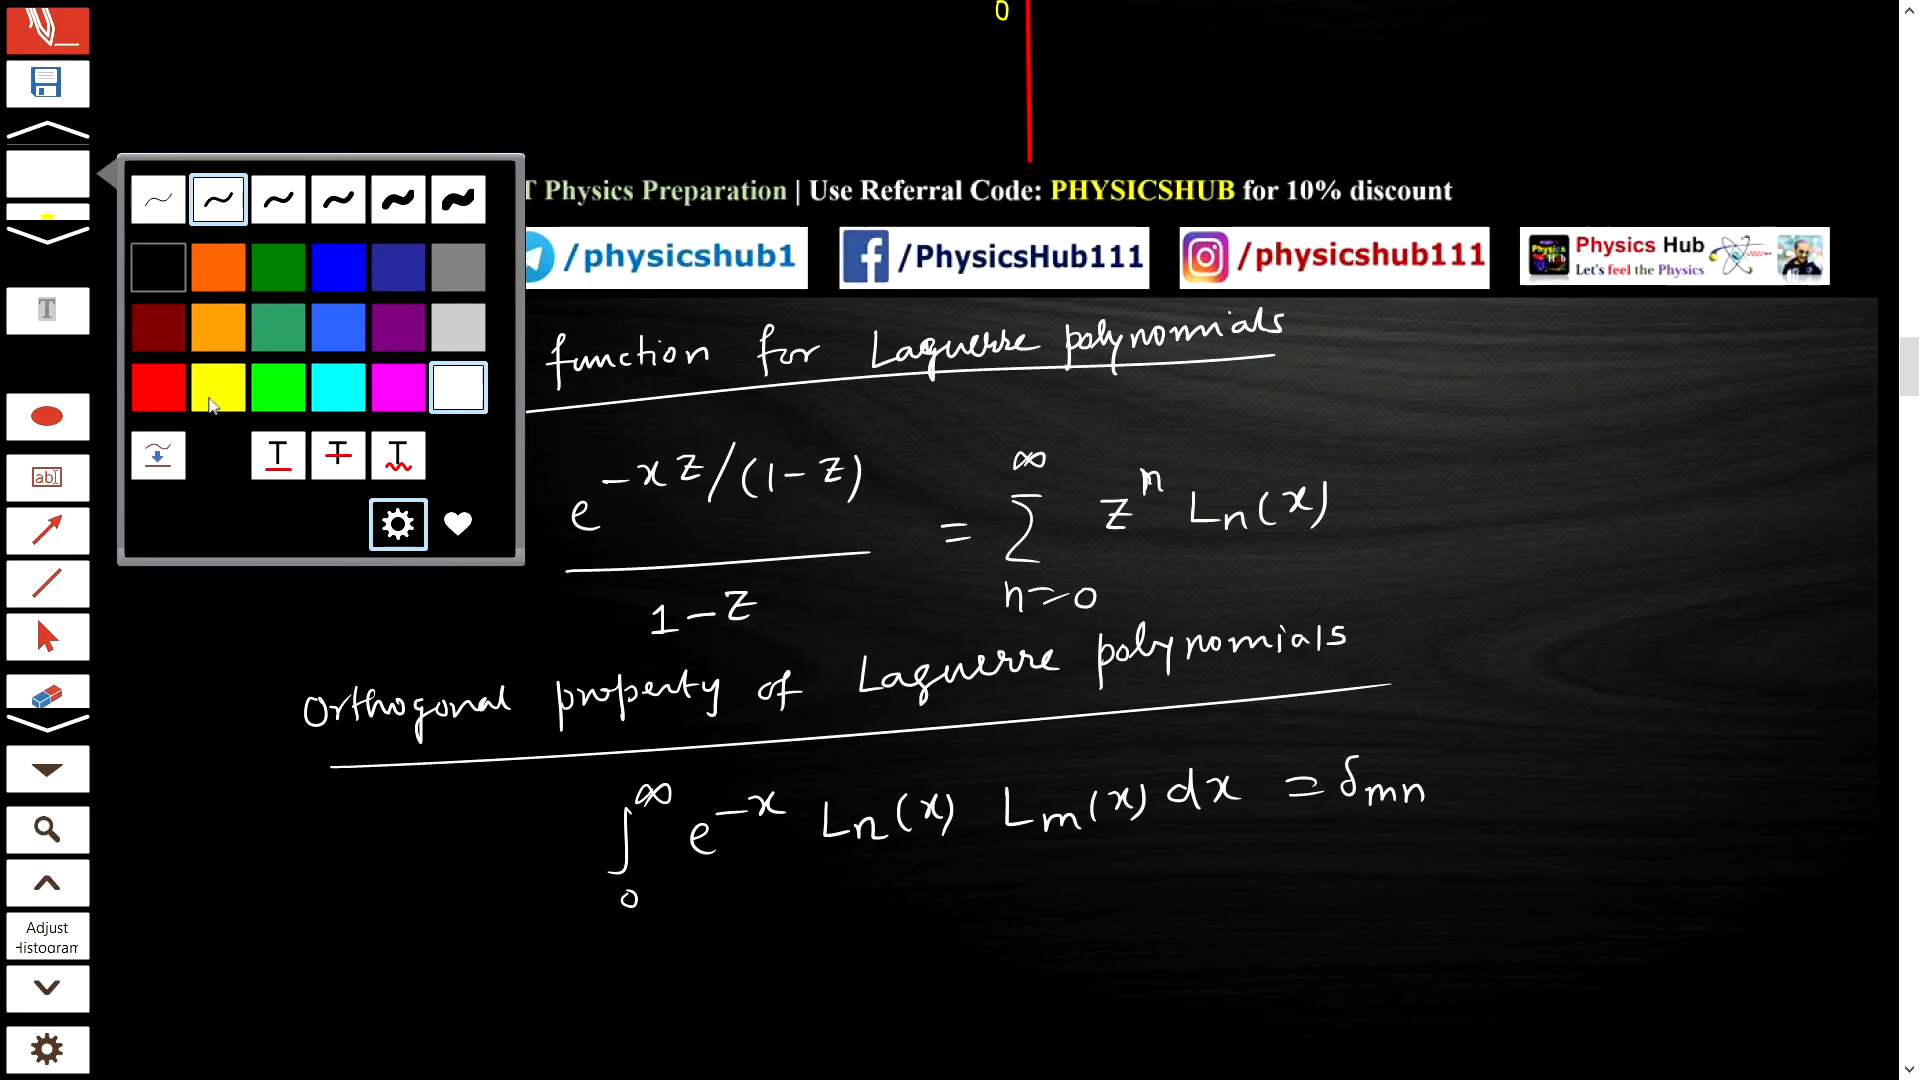 0
T Physics Preparation | Use Referral Code: PHYSICSHUB for 10% discount
/physicshub1 /PhysicsHub111 /physicshub111 Physics Hub
Let's feel the Physics
function for Laguerre polynomials
e^{-xz/(1-z)} / (1-z) = ∑_{n=0}^{∞} z^n Ln(x)
Orthogonal property of Laguerre polynomials
∫_0^∞ e^{-x} Ln(x) Lm(x) dx = δmn
T
ab
T T T
Adjust
Histogram